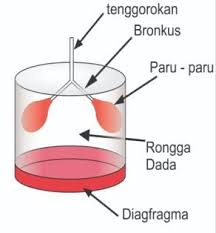 tenggorokan
Bronkus
Paru - paru
Rongga
Dada
Diagfragma